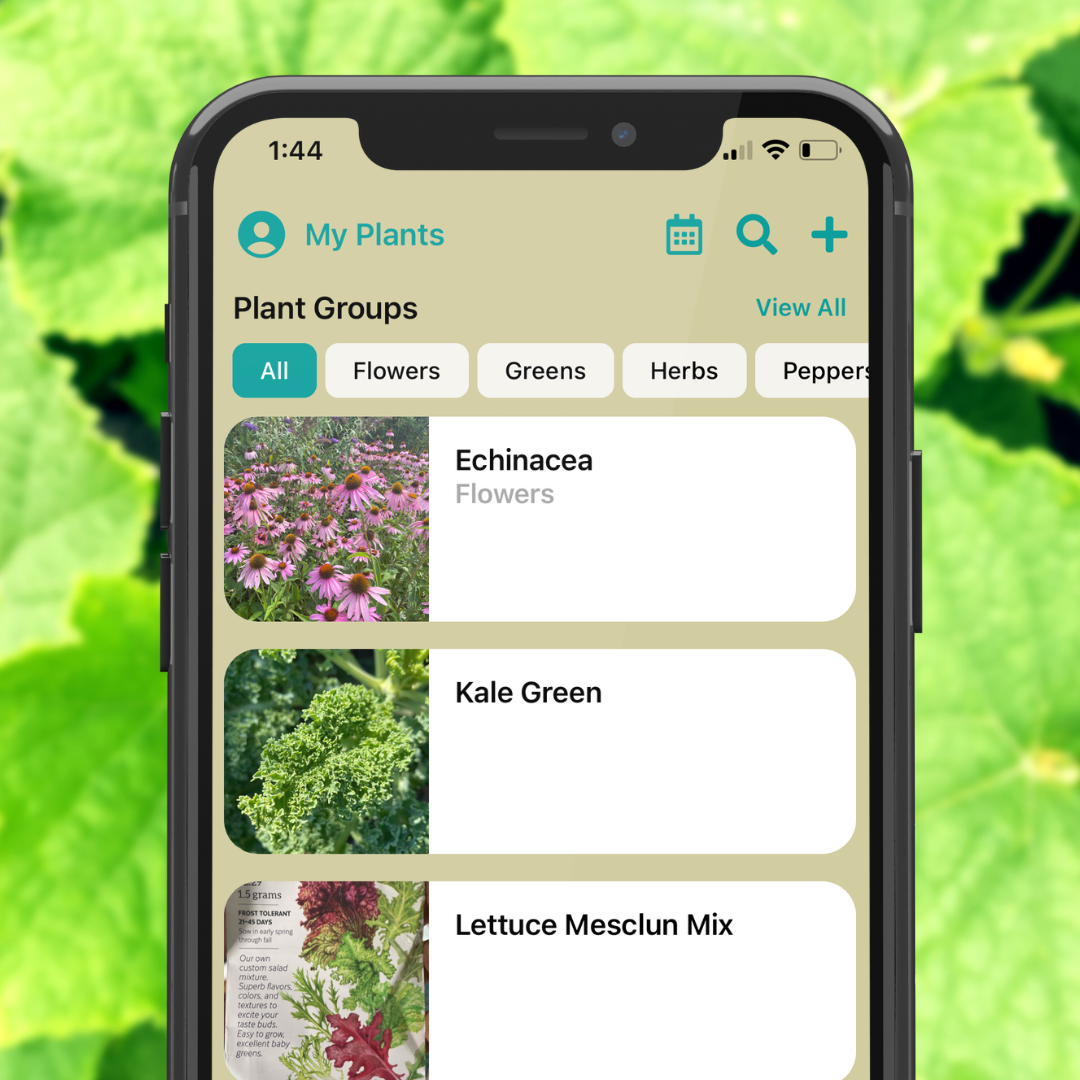 1:44
My Plants
Plant Groups
View All
All
Flowers
Greens
Herbs
Peppers
Echinacea
Flowers
Kale Green
Lettuce Mesclun Mix
1.5 grams
FROST TOLERANT
21–45 DAYS
Sow in early spring
through fall
Our own
custom salad
mixture.
Superb flavors,
colors, and
textures to
excite your
taste buds.
Easy to grow,
excellent baby
greens.